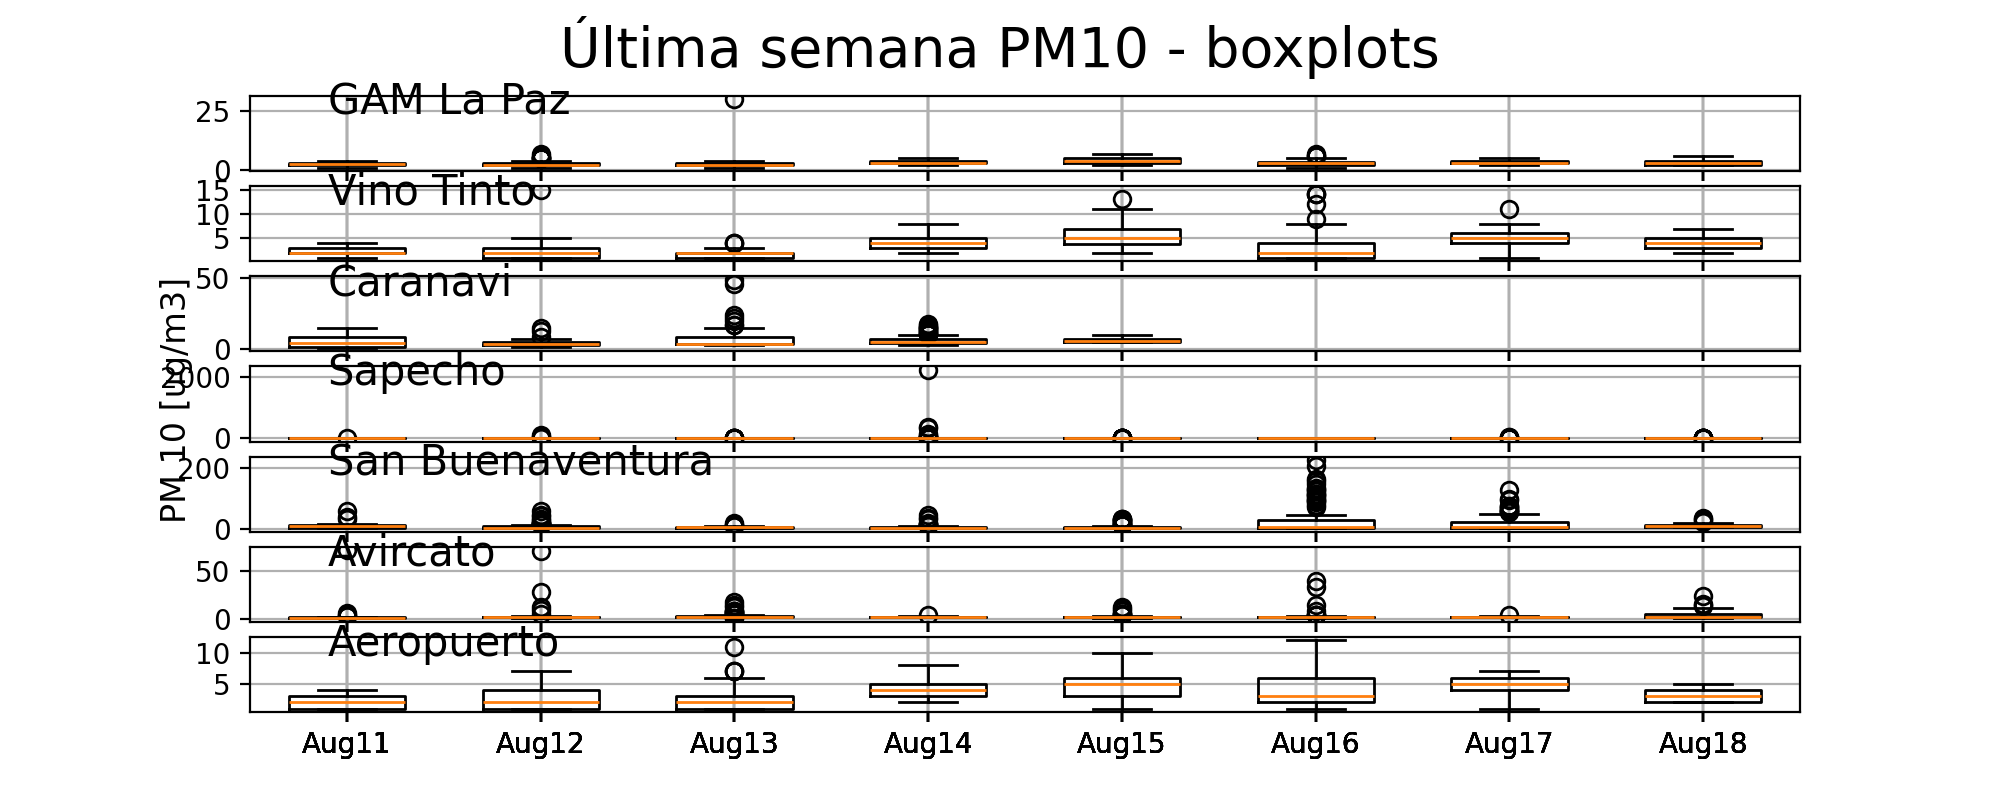 Última semana PM10 - boxplots
GAM La Paz
25
0
Vino Tinto
15
10
5
Caranavi
50
0
PM 10 [ug/m3]
Sapecho
2000
0
San Buenaventura
200
0
Avircato
50
0
Aeropuerto
10
5
Aug11 Aug12 Aug13 Aug14 Aug15 Aug16 Aug17 Aug18